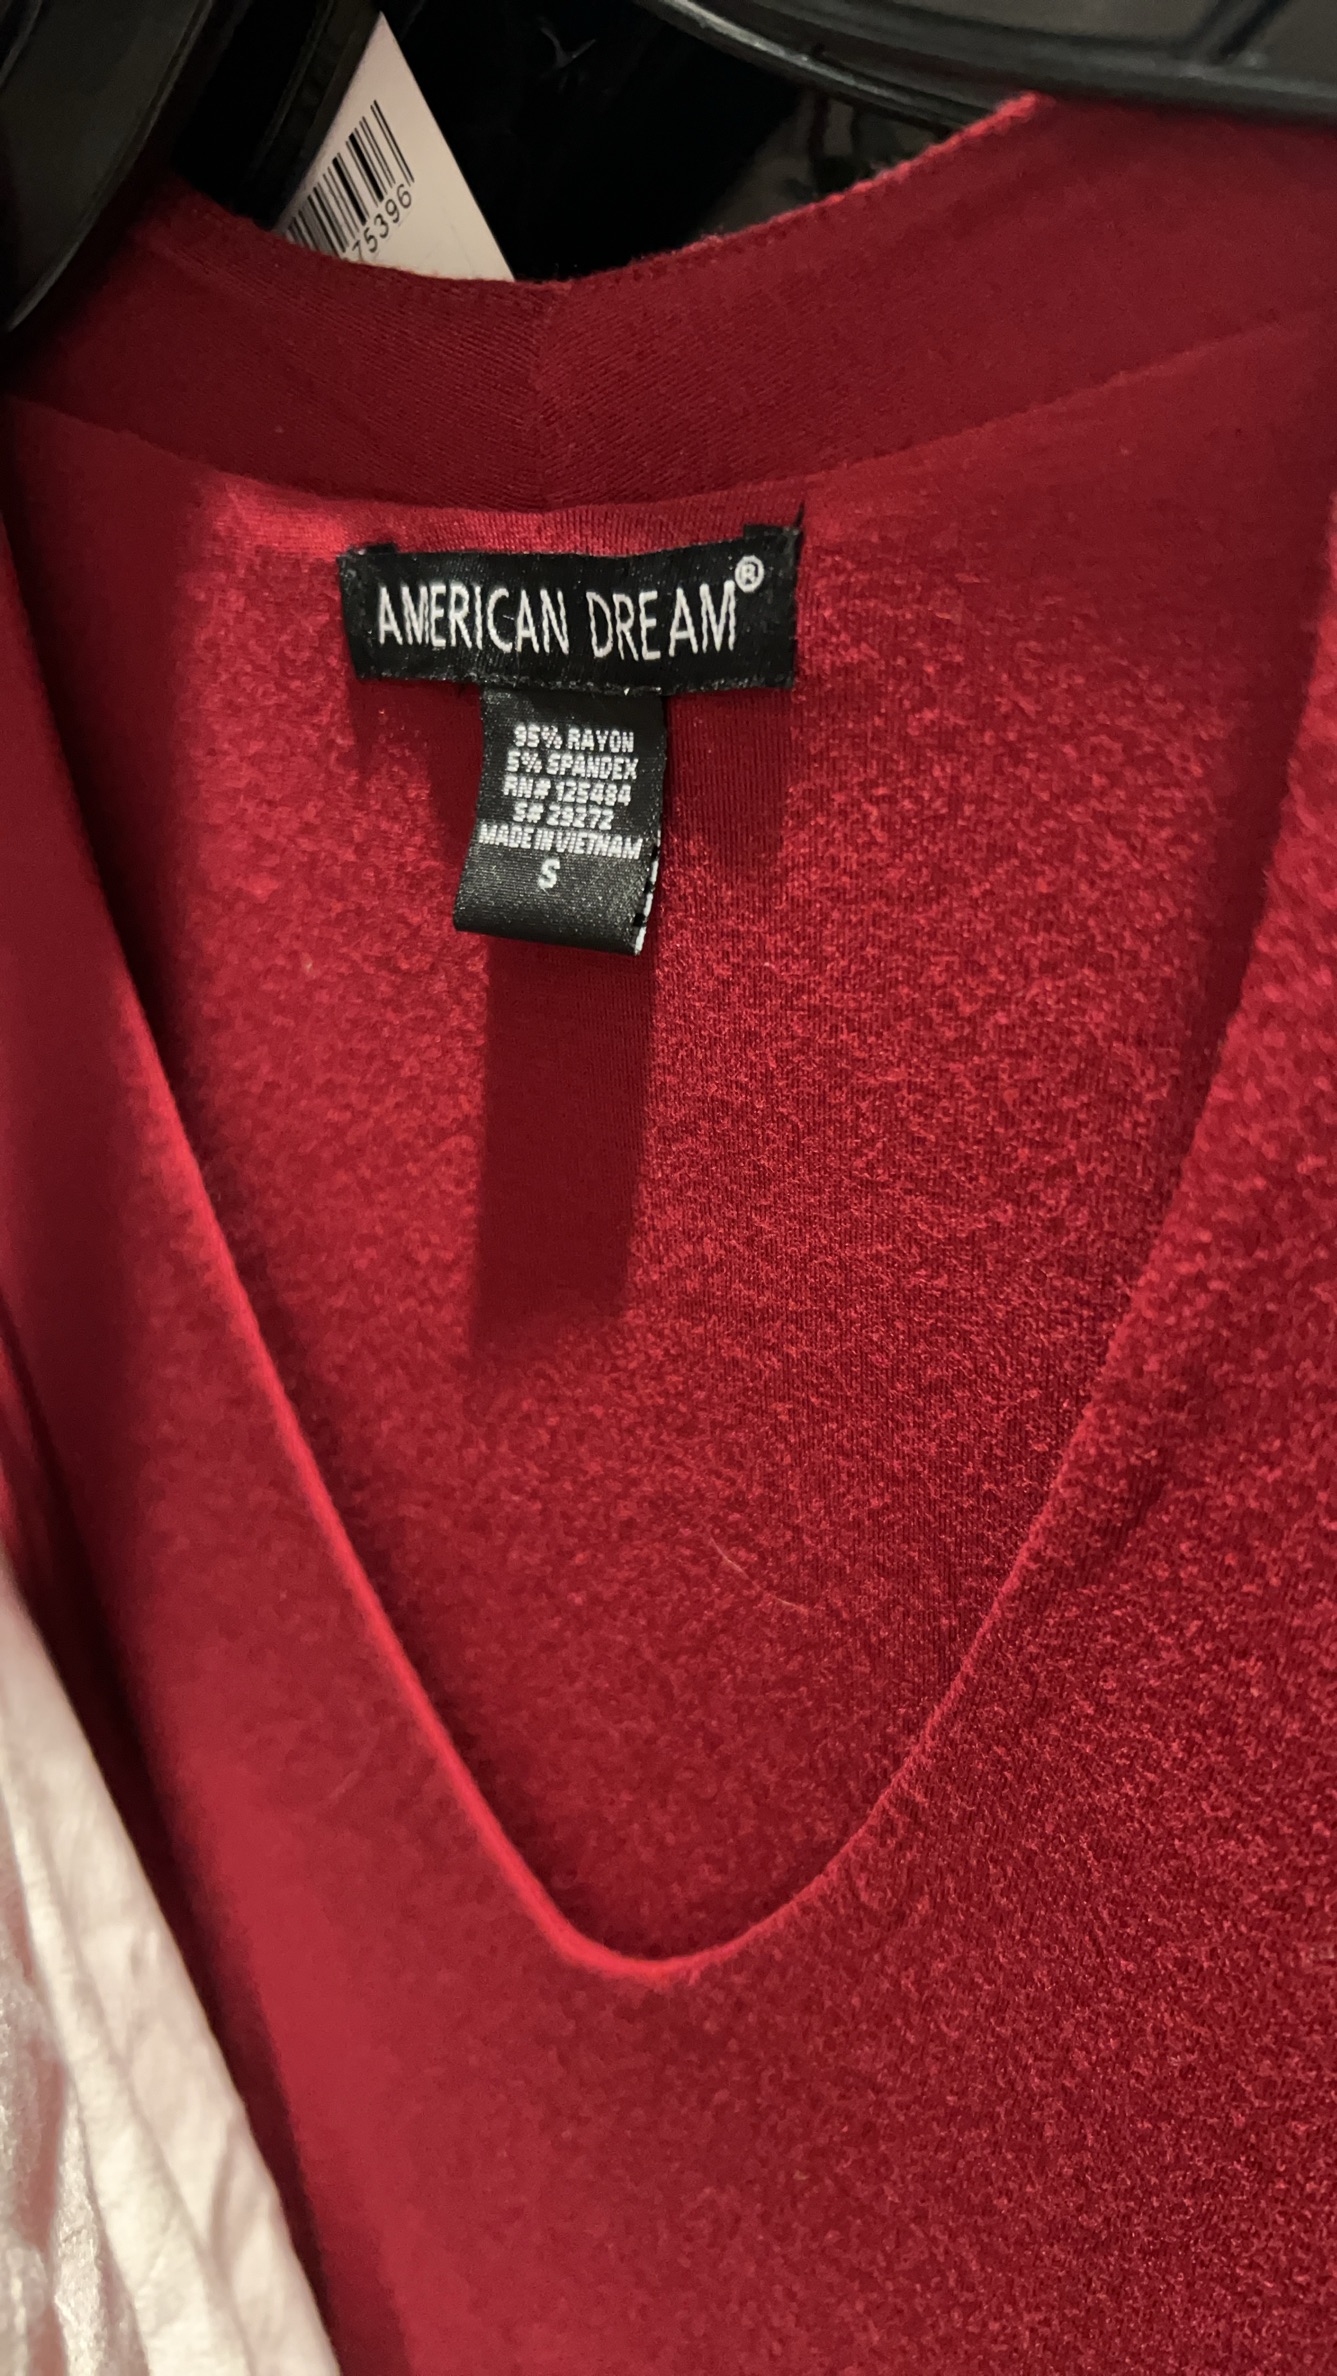 75396
AMERICAN DREAM®
95% RAYON
5% SPANDEX
RN# 125484
S# 29272
MADE IN VIETNAM
S